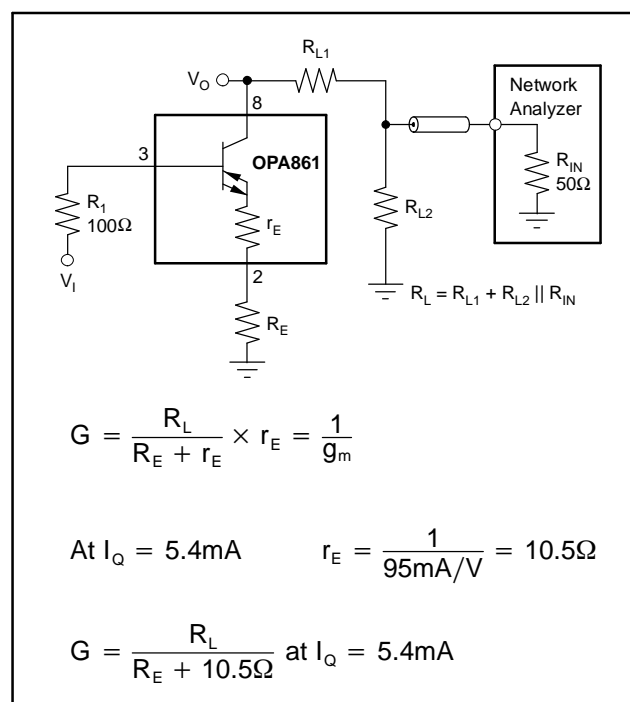 R_L1
V_O
8
Network
Analyzer
3
OPA861
R_IN
50Ω
R_1
100Ω
r_E
R_L2
V_I
2
R_L = R_L1 + R_L2 || R_IN
R_E
G = R_L / (R_E + r_E) × r_E = 1 / g_m
At I_Q = 5.4mA r_E = 1 / (95mA/V) = 10.5Ω
G = R_L / (R_E + 10.5Ω) at I_Q = 5.4mA